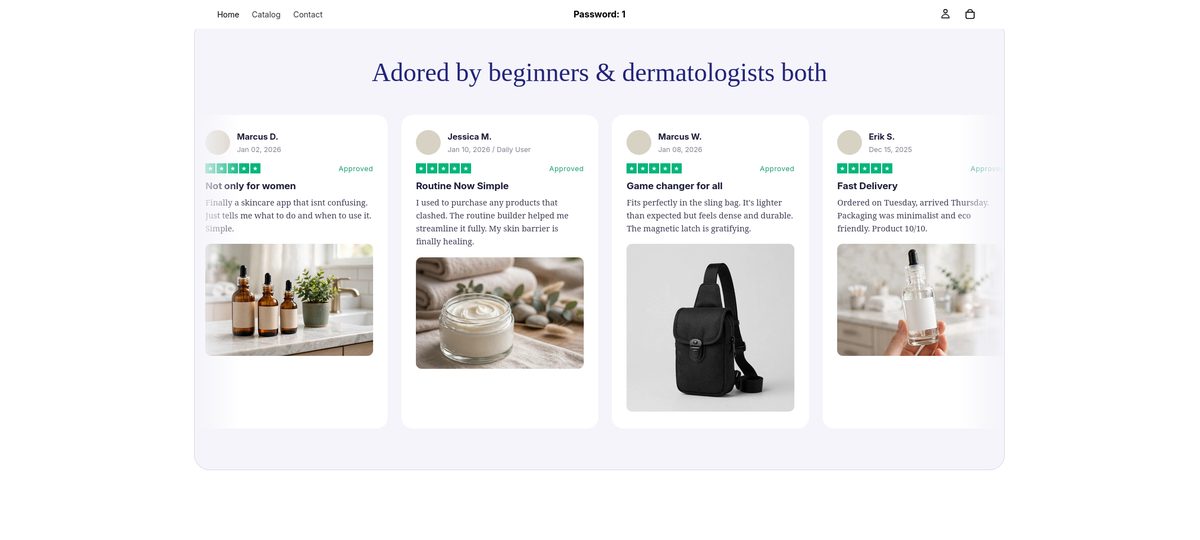 Home Catalog Contact Password: 1
Adored by beginners & dermatologists both
Marcus D.
Jan 02, 2026
Approved
Not only for women
Finally a skincare app that isnt confusing.
Just tells me what to do and when to use it.
Simple.
Jessica M.
Jan 10, 2026 / Daily User
Approved
Routine Now Simple
I used to purchase any products that
clashed. The routine builder helped me
streamline it fully. My skin barrier is
finally healing.
Marcus W.
Jan 08, 2026
Approved
Game changer for all
Fits perfectly in the sling bag. It's lighter
than expected but feels dense and durable.
The magnetic latch is gratifying.
Erik S.
Dec 15, 2025
Approved
Fast Delivery
Ordered on Tuesday, arrived Thursday.
Packaging was minimalist and eco
friendly. Product 10/10.